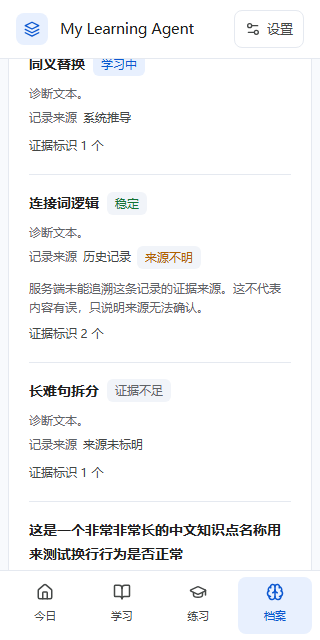 My Learning Agent
设置
同义替换 学习中
诊断文本。
记录来源 系统推导
证据标识 1 个
连接词逻辑 稳定
诊断文本。
记录来源 历史记录 来源不明
服务端未能追溯这条记录的证据来源。这不代表
内容有误，只说明来源无法确认。
证据标识 2 个
长难句拆分 证据不足
诊断文本。
记录来源 来源未标明
证据标识 1 个
这是一个非常非常长的中文知识点名称用
来测试换行行为是否正常
今日 学习 练习 档案